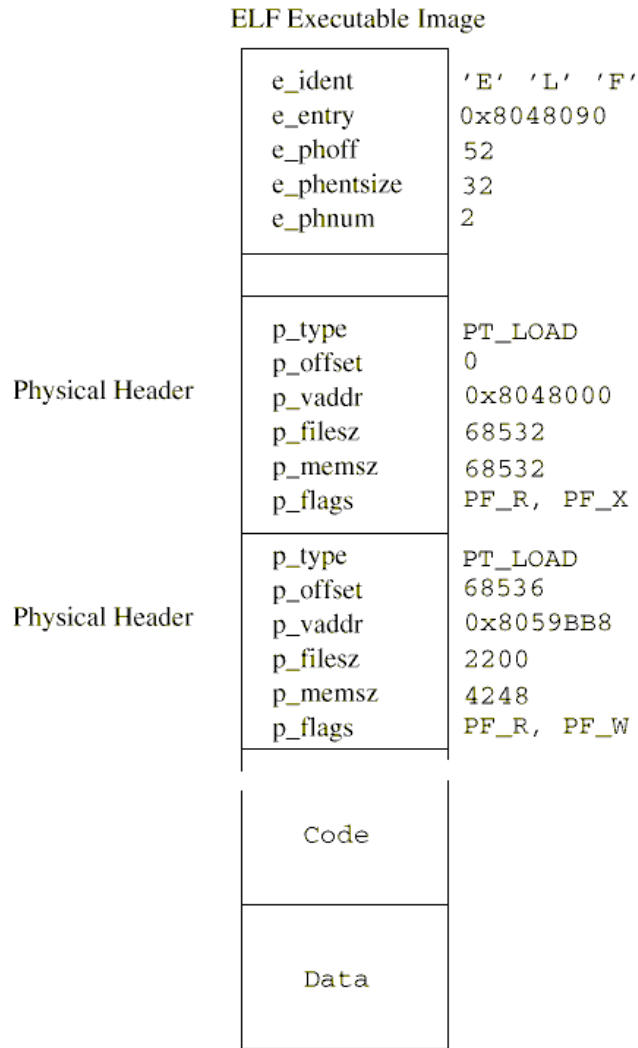 ELF Executable Image
e_ident 'E' 'L' 'F'
e_entry 0x8048090
e_phoff 52
e_phentsize 32
e_phnum 2
Physical Header
p_type PT_LOAD
p_offset 0
p_vaddr 0x8048000
p_filesz 68532
p_memsz 68532
p_flags PF_R, PF_X
Physical Header
p_type PT_LOAD
p_offset 68536
p_vaddr 0x8059BB8
p_filesz 2200
p_memsz 4248
p_flags PF_R, PF_W
Code
Data